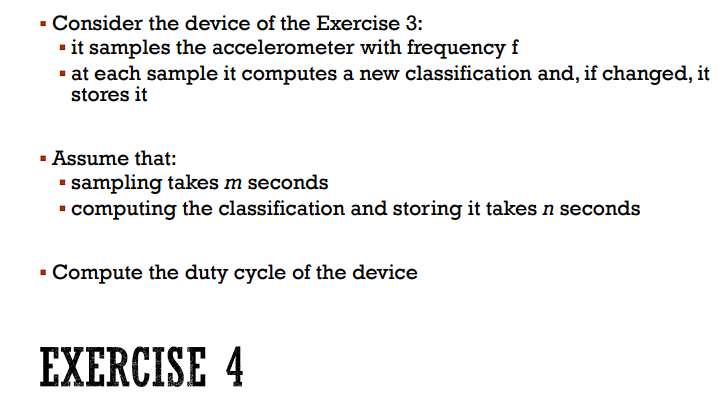 ▪ Consider the device of the Exercise 3:
▪ it samples the accelerometer with frequency f
▪ at each sample it computes a new classification and, if changed, it
stores it
▪ Assume that:
▪ sampling takes m seconds
▪ computing the classification and storing it takes n seconds
▪ Compute the duty cycle of the device
EXERCISE 4